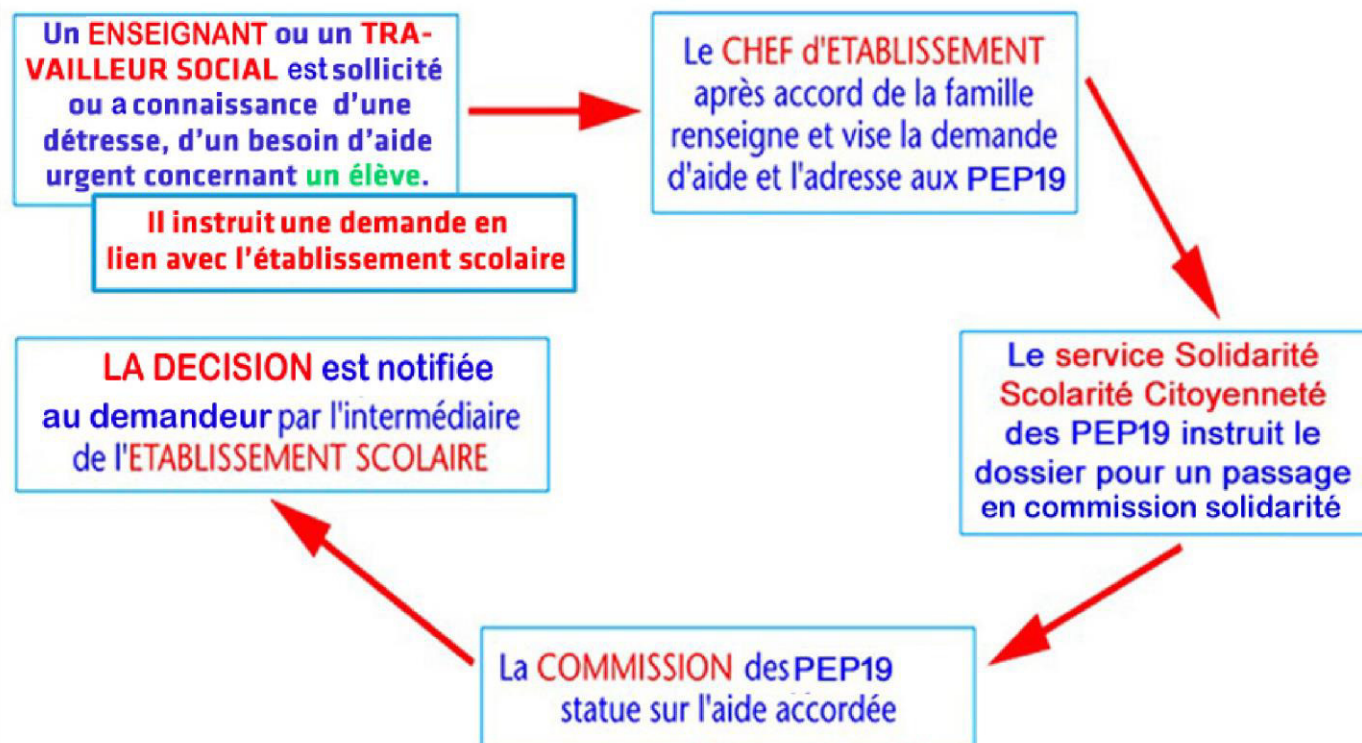 Un ENSEIGNANT ou un TRA-
VAILLEUR SOCIAL est sollicité
ou a connaissance d'une
détresse, d'un besoin d'aide
urgent concernant un élève.
Il instruit une demande en
lien avec l'établissement scolaire
Le CHEF d'ETABLISSEMENT
après accord de la famille
renseigne et vise la demande
d'aide et l'adresse aux PEP19
Le service Solidarité
Scolarité Citoyenneté
des PEP19 instruit le
dossier pour un passage
en commission solidarité
La COMMISSION des PEP19
statue sur l'aide accordée
LA DECISION est notifiée
au demandeur par l'intermédiaire
de l'ETABLISSEMENT SCOLAIRE